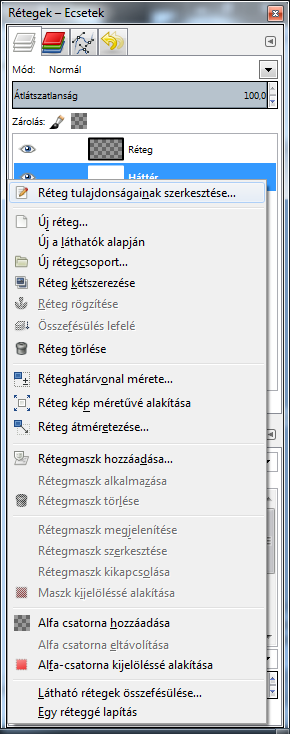 Rétegek – Ecsetek
Mód: Normál
Átlátszatlanság 100,0
Zárolás:
Réteg
Háttér
Réteg tulajdonságainak szerkesztése...
Új réteg...
Új a láthatók alapján
Új rétegcsoport...
Réteg kétszerezése
Réteg rögzítése
Összefésülés lefelé
Réteg törlése
Réteghatárvonal mérete...
Réteg kép méretűvé alakítása
Réteg átméretezése...
Rétegmaszk hozzáadása...
Rétegmaszk alkalmazása
Rétegmaszk törlése
Rétegmaszk megjelenítése
Rétegmaszk szerkesztése
Rétegmaszk kikapcsolása
Maszk kijelöléssé alakítása
Alfa csatorna hozzáadása
Alfa csatorna eltávolítása
Alfa-csatorna kijelöléssé alakítása
Látható rétegek összefésülése...
Egy réteggé lapítás